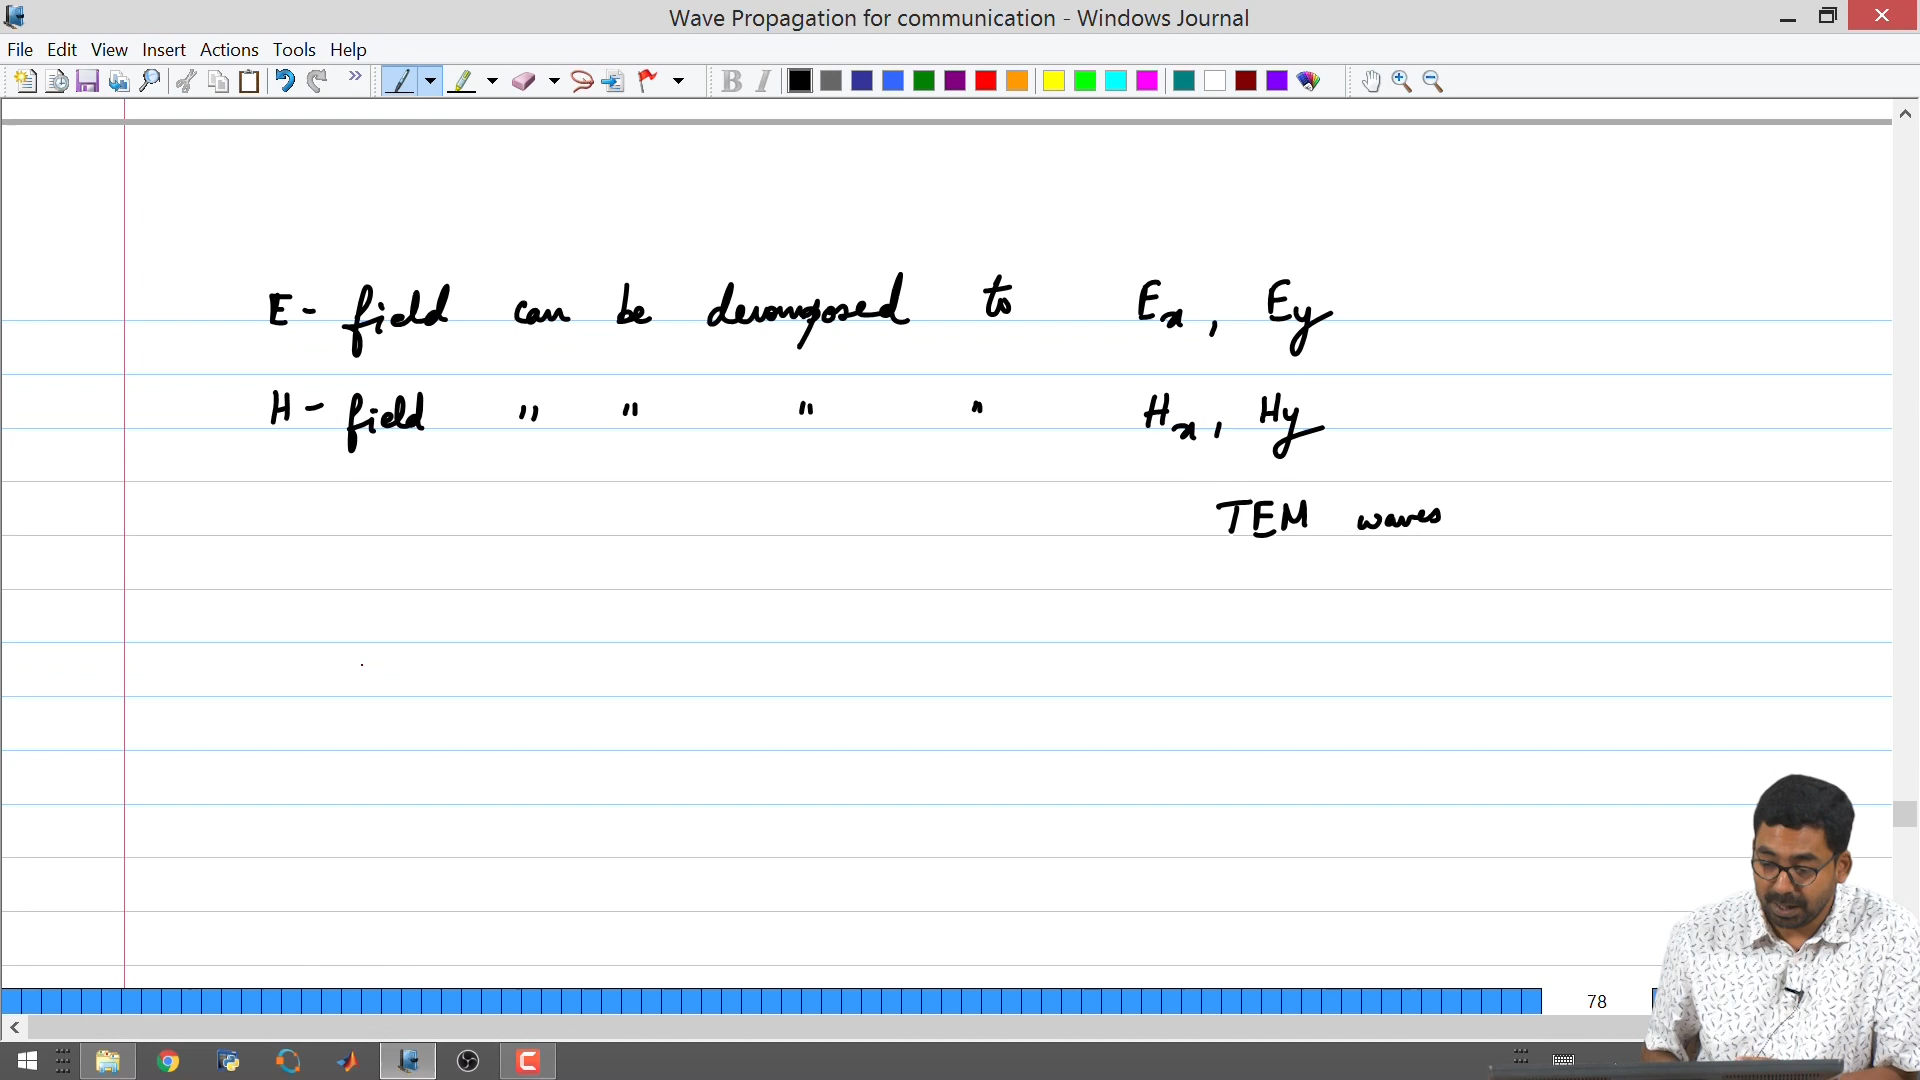 Wave Propagation for communication - Windows Journal
File Edit View Insert Actions Tools Help
B I
E - field can be decomposed to Ex, Ey
H - field " " " " Hx, Hy
TEM waves
78